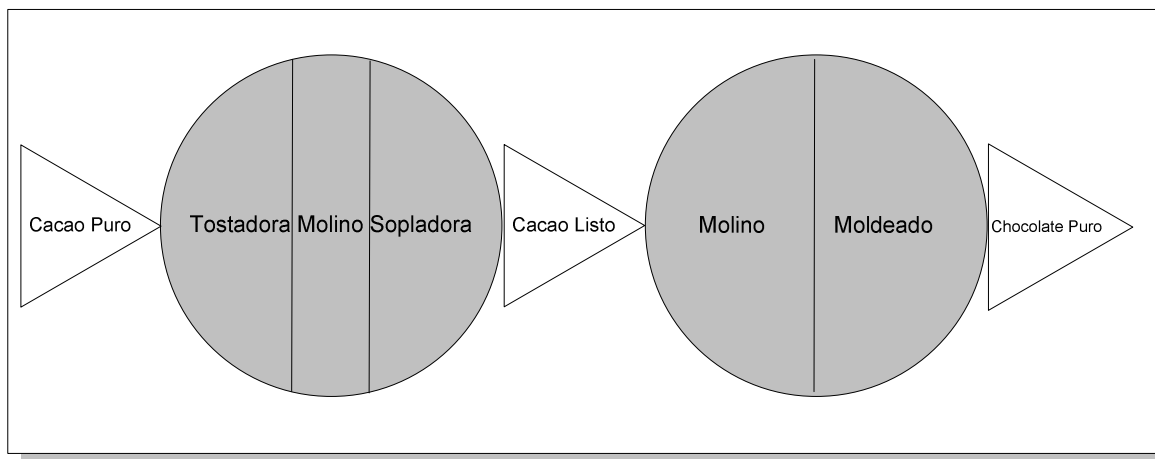 Cacao Puro
Tostadora
Molino
Sopladora
Cacao Listo
Molino
Moldeado
Chocolate Puro